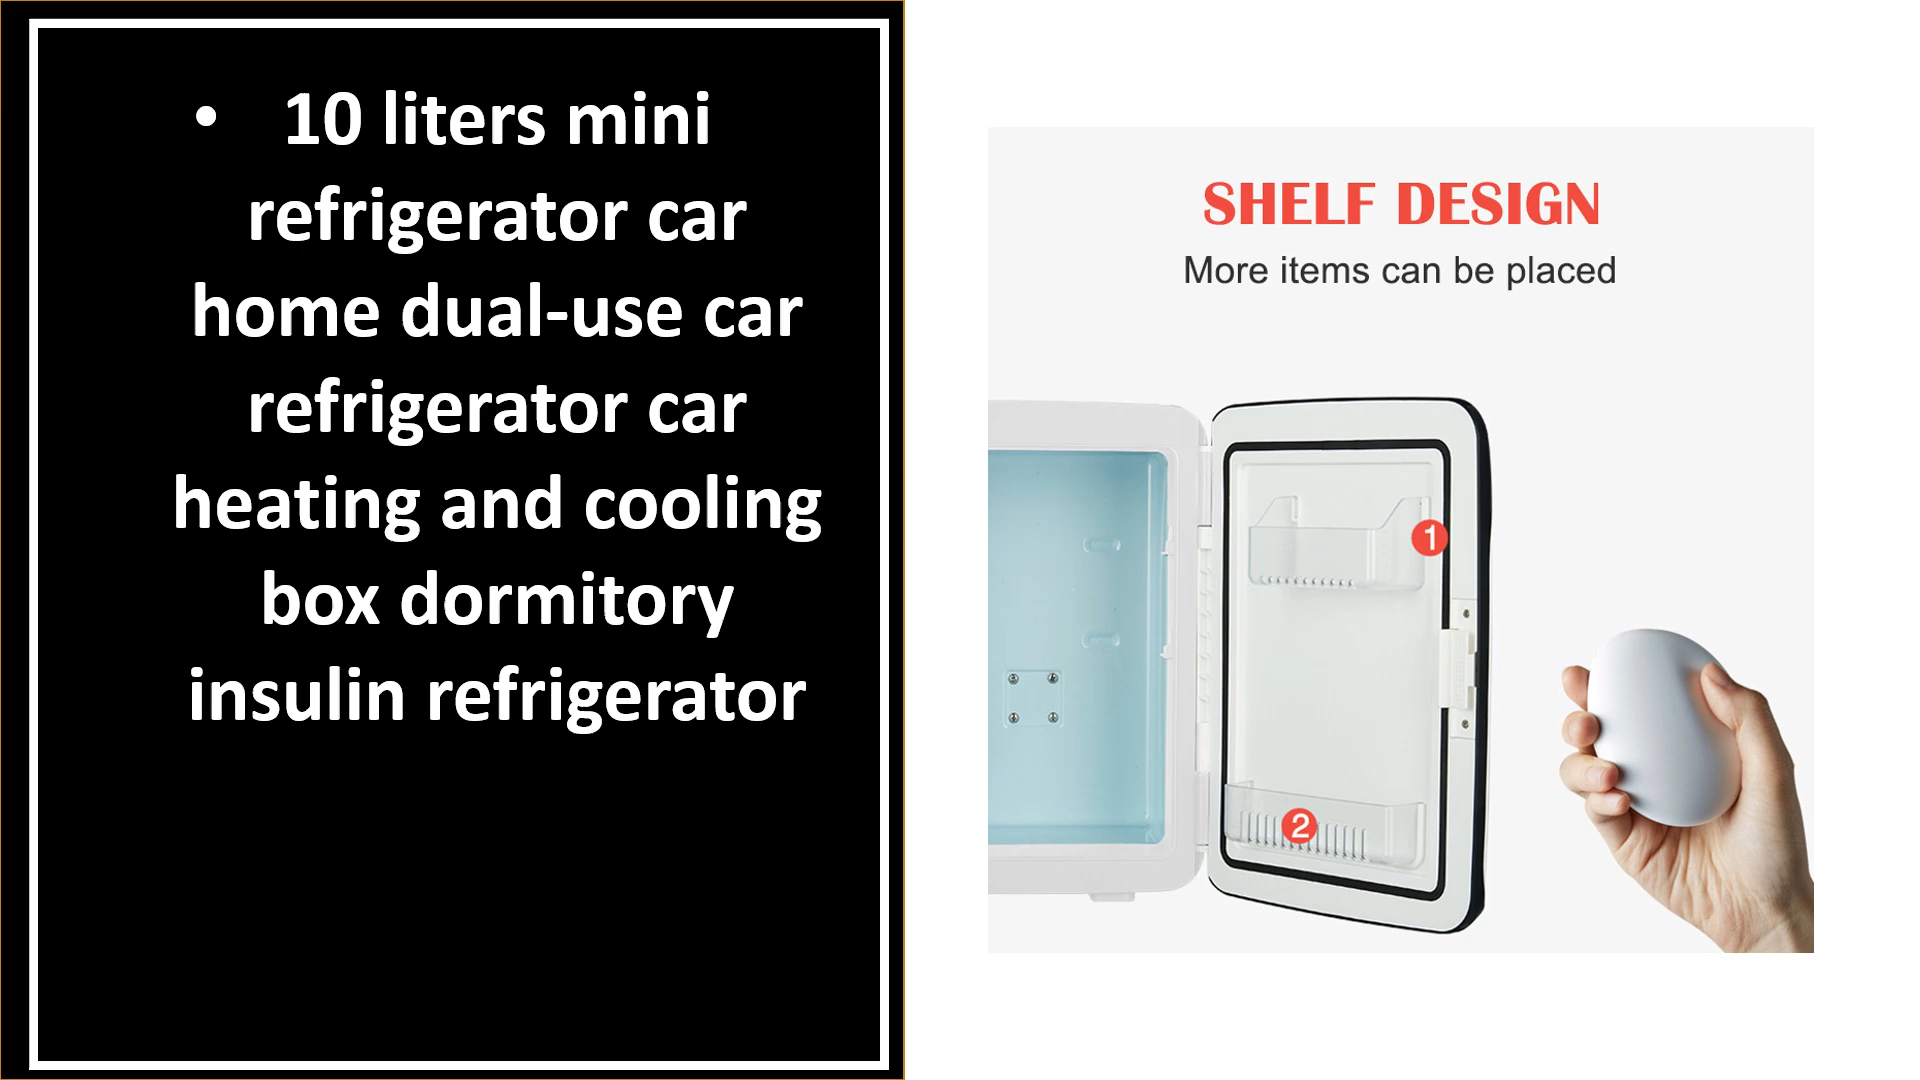 • 10 liters mini
refrigerator car
home dual-use car
refrigerator car
heating and cooling
box dormitory
insulin refrigerator
SHELF DESIGN
More items can be placed
1
2